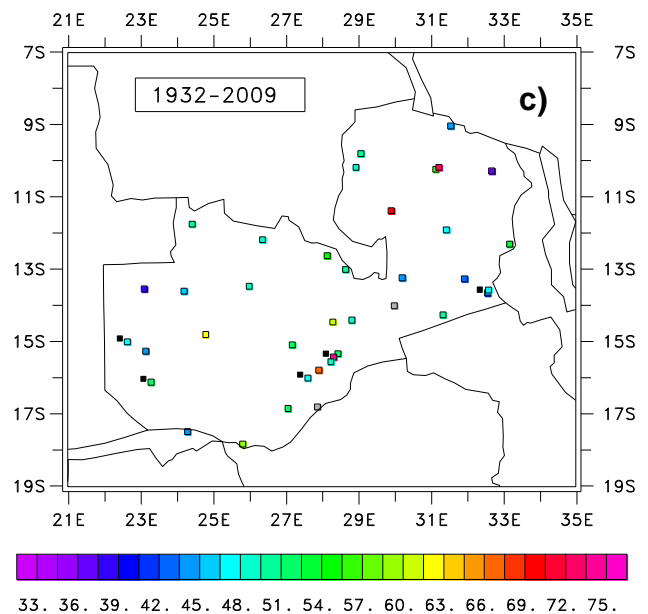 21E 23E 25E 27E 29E 31E 33E 35E
7S 7S
1932-2009 c)
9S 9S
11S 11S
13S 13S
15S 15S
17S 17S
19S 19S
21E 23E 25E 27E 29E 31E 33E 35E
33. 36. 39. 42. 45. 48. 51. 54. 57. 60. 63. 66. 69. 72. 75.